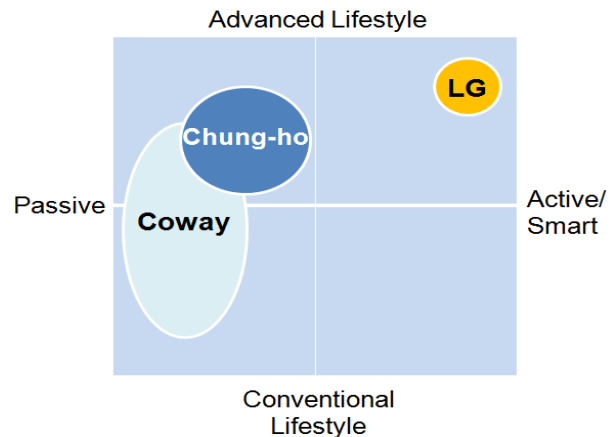 Advanced Lifestyle
LG
Chung-ho
Passive
Coway
Active/
Smart
Conventional
Lifestyle